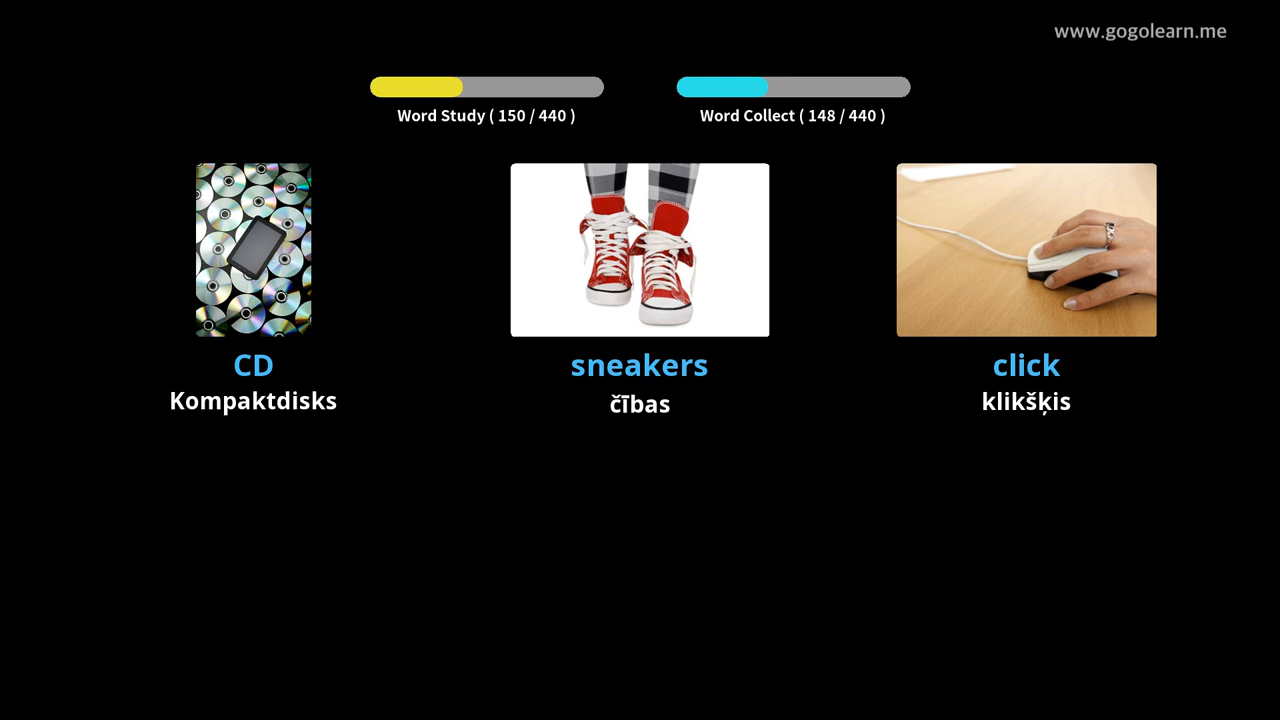 www.gogolearn.me
Word Study ( 150 / 440 )
Word Collect ( 148 / 440 )
CD
Kompaktdisks
sneakers
čības
click
klikšķis